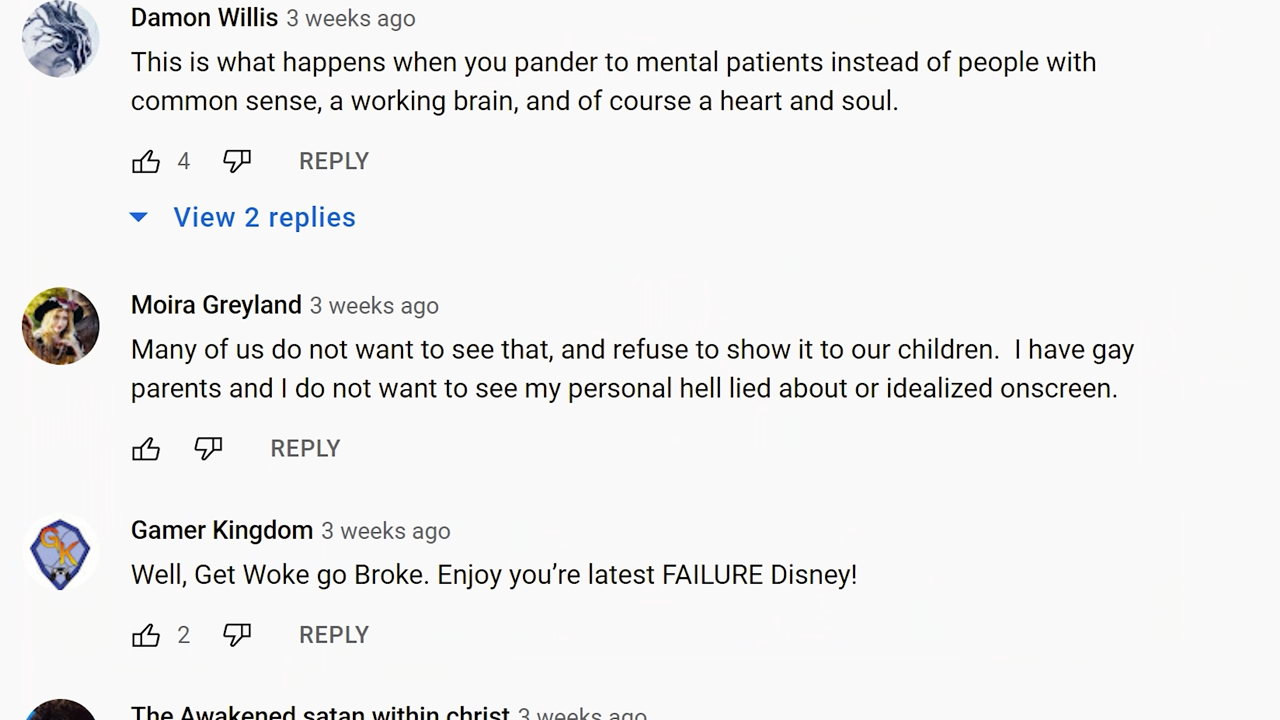 Damon Willis 3 weeks ago
This is what happens when you pander to mental patients instead of people with
common sense, a working brain, and of course a heart and soul.
4 REPLY
View 2 replies
Moira Greyland 3 weeks ago
Many of us do not want to see that, and refuse to show it to our children.  I have gay
parents and I do not want to see my personal hell lied about or idealized onscreen.
REPLY
GK
Gamer Kingdom 3 weeks ago
Well, Get Woke go Broke. Enjoy you’re latest FAILURE Disney!
2 REPLY
The Awakened satan within christ 3 weeks ago